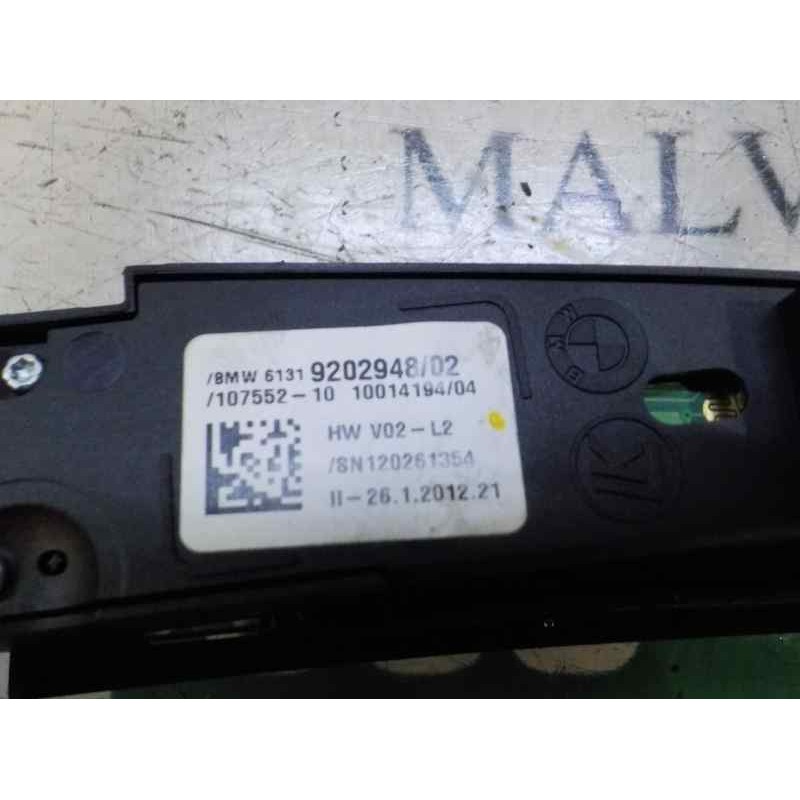 MALV
/BMW 6131 9202948/02
/107552-10 10014194/04
HW V02-L2
/SN120261354
II-26.1.2012.21